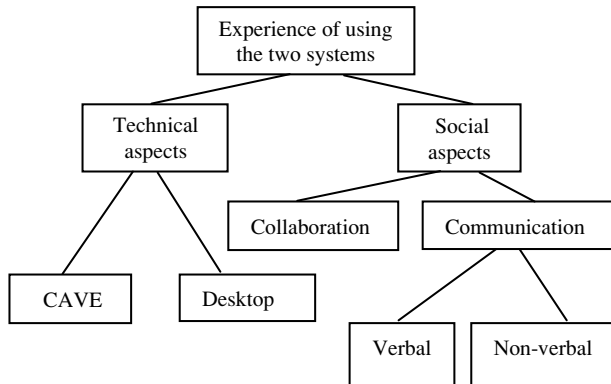 Experience of using
the two systems
Technical
aspects
Social
aspects
Collaboration
Communication
CAVE
Desktop
Verbal
Non-verbal